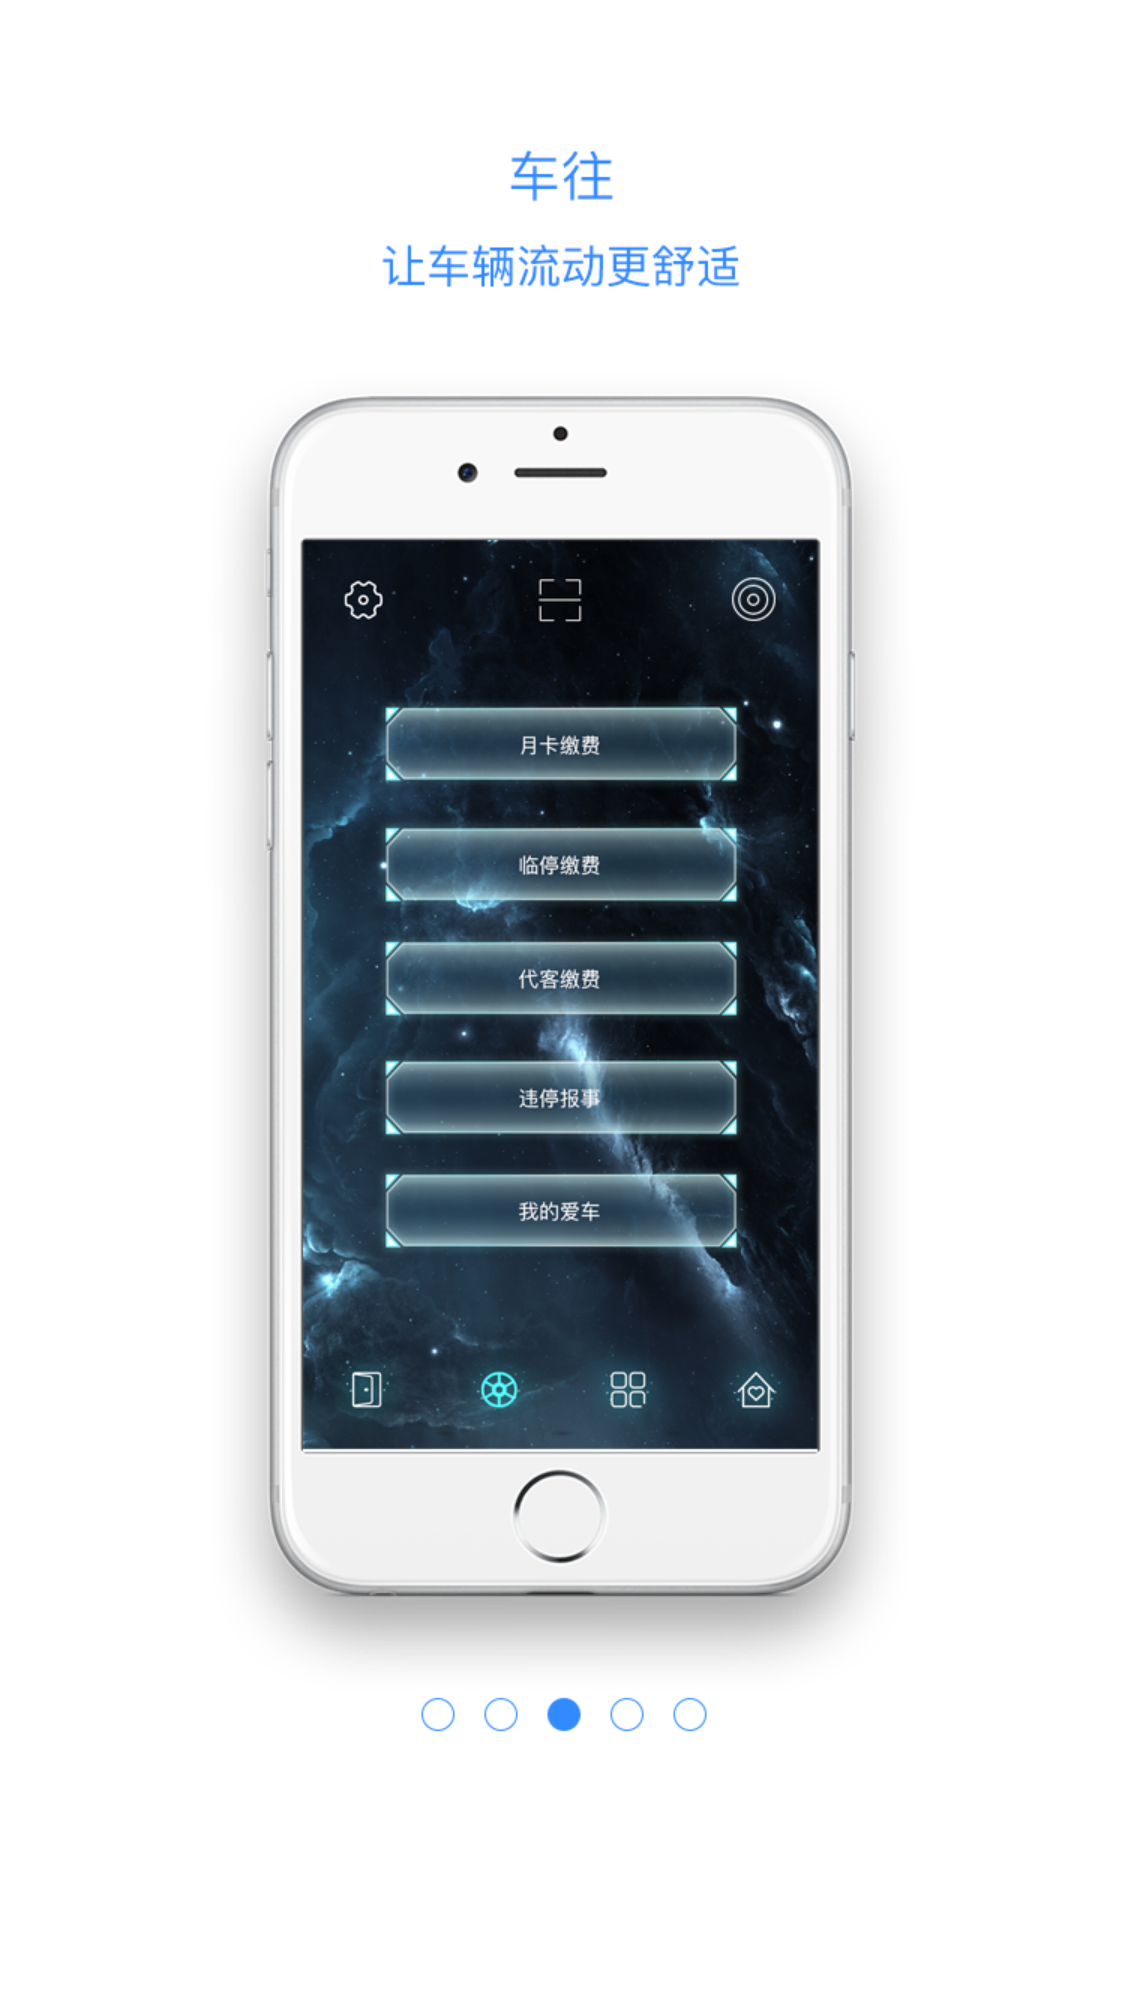 车往
让车辆流动更舒适
月卡缴费
临停缴费
代客缴费
违停报事
我的爱车